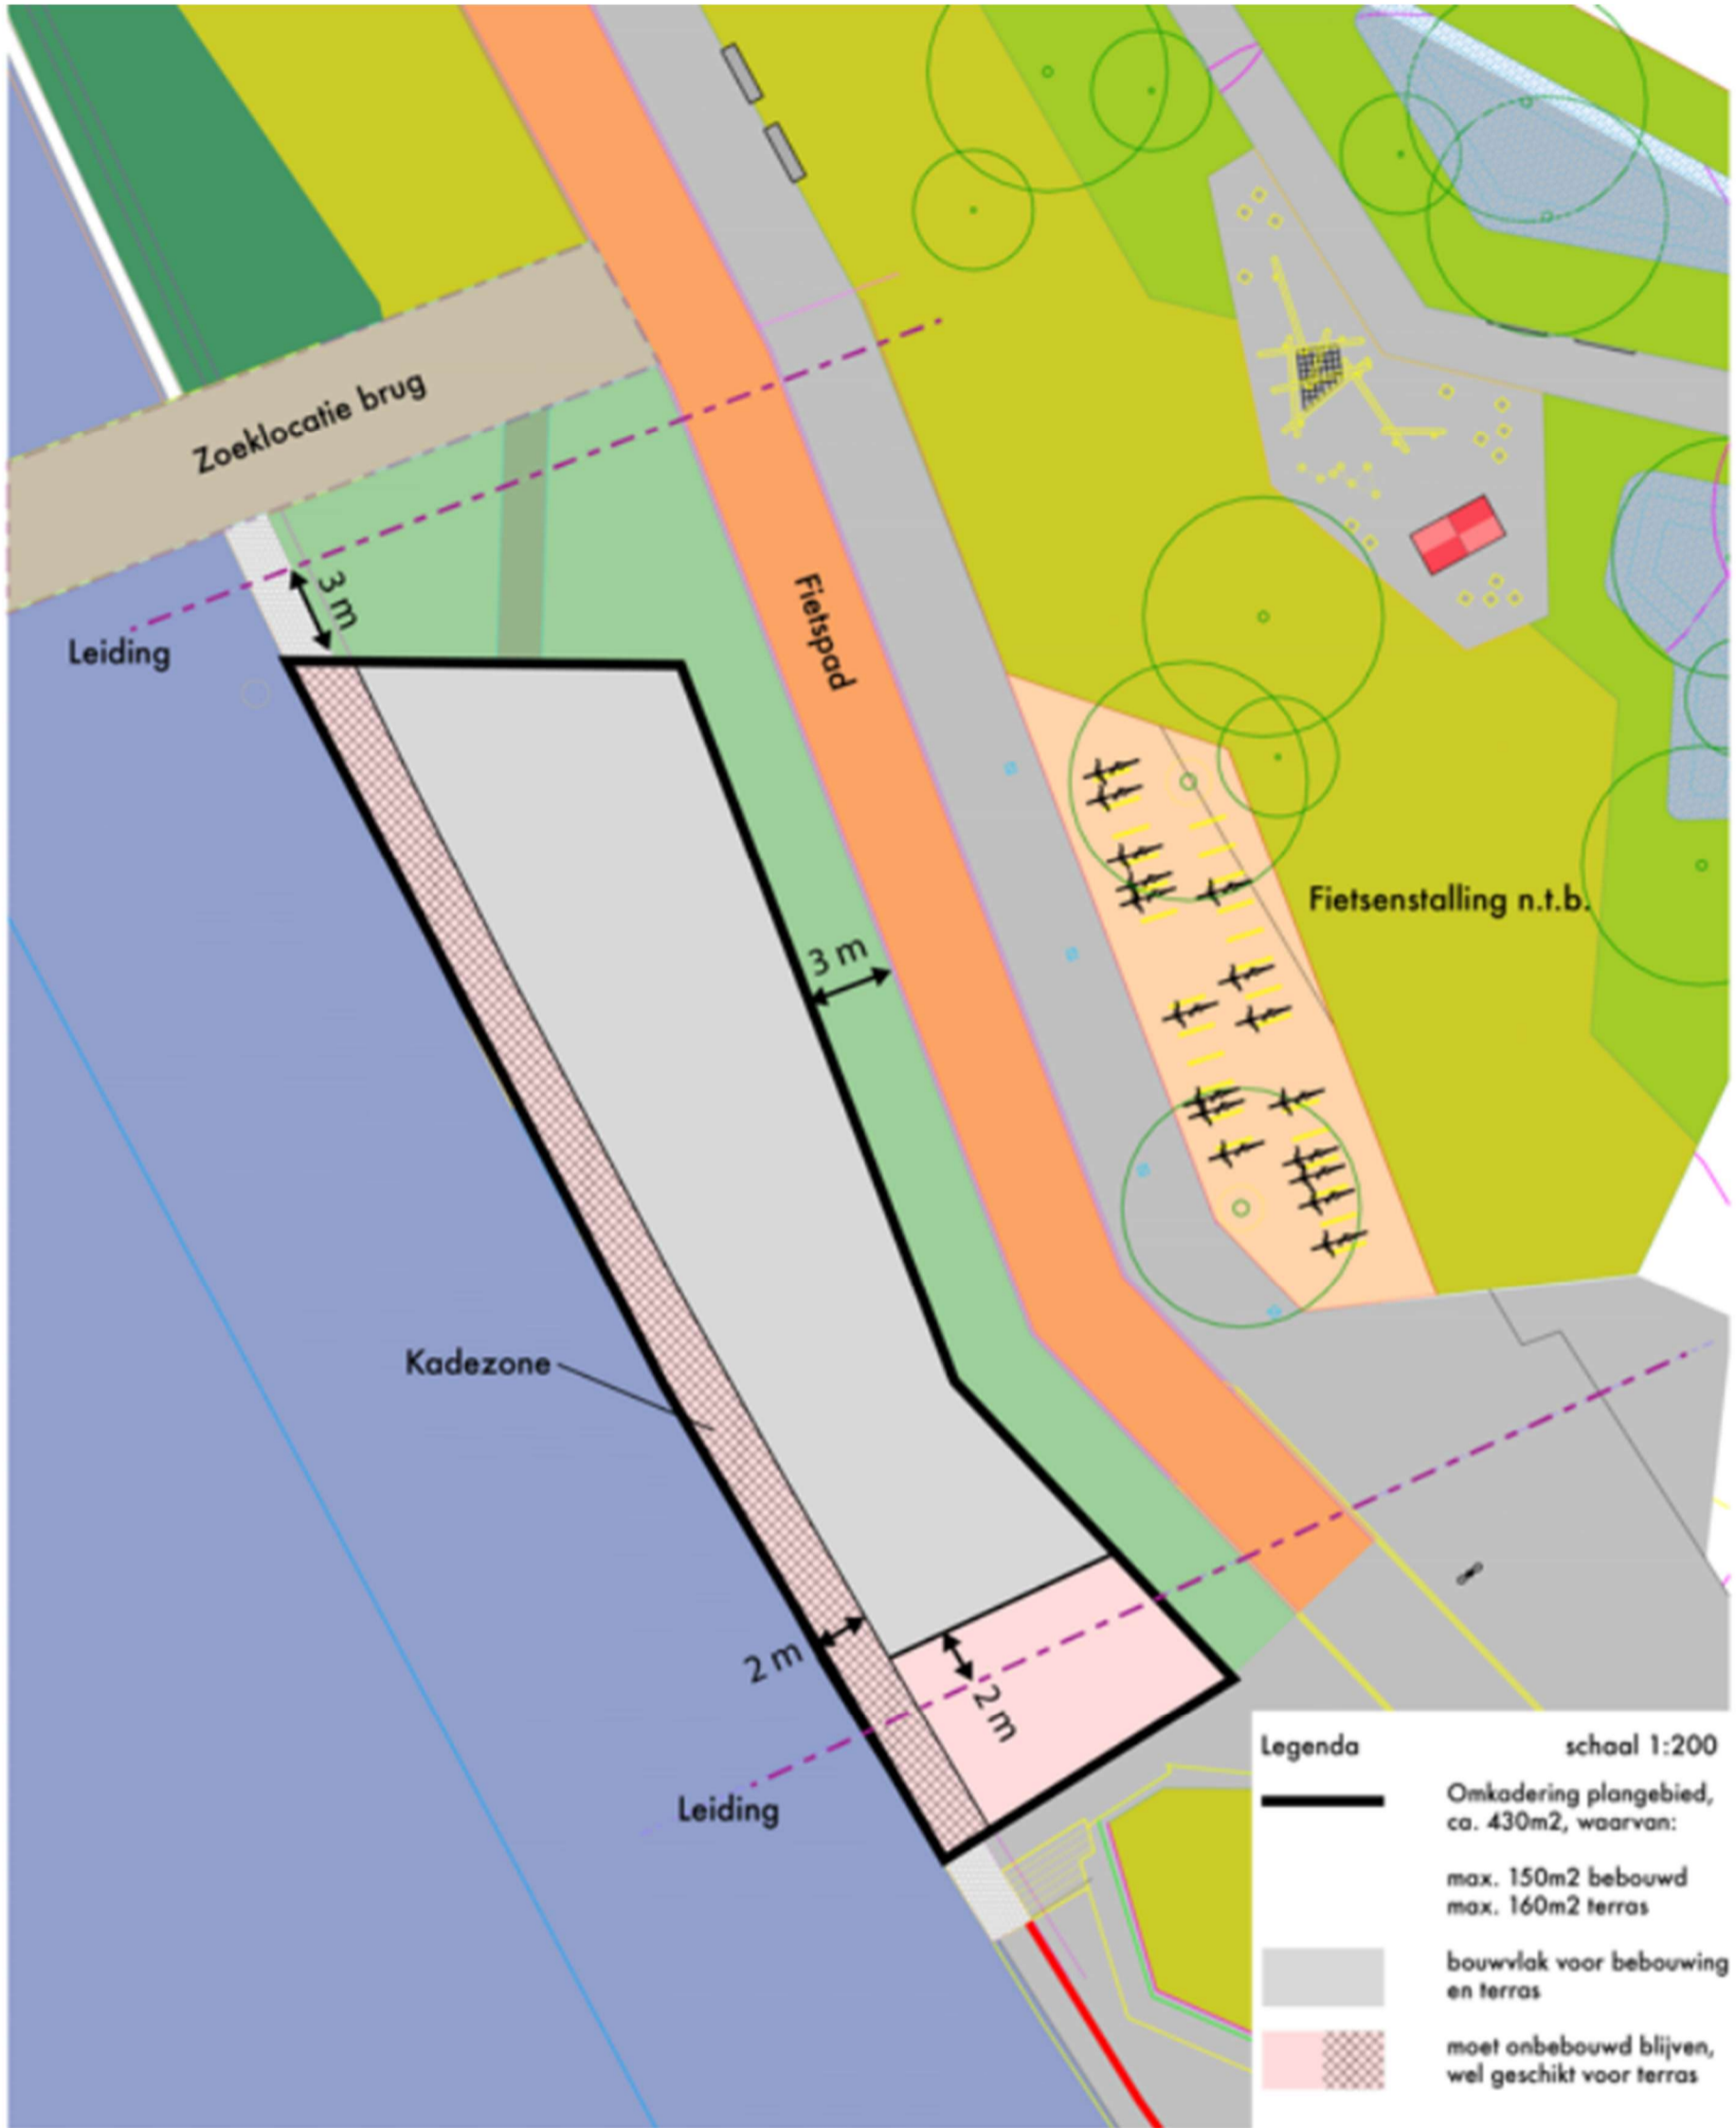 Zoeklocatie brug
3 m
Leiding
Fietspad
Fietsenstalling n.t.b.
3 m
Kadezone
2 m
2 m
Leiding
Legenda
schaal 1:200
Omkadering plangebied,
ca. 430m2, waarvan:
max. 150m2 bebouwd
max. 160m2 terras
bouwvlak voor bebouwing
en terras
moet onbebouwd blijven,
wel geschikt voor terras